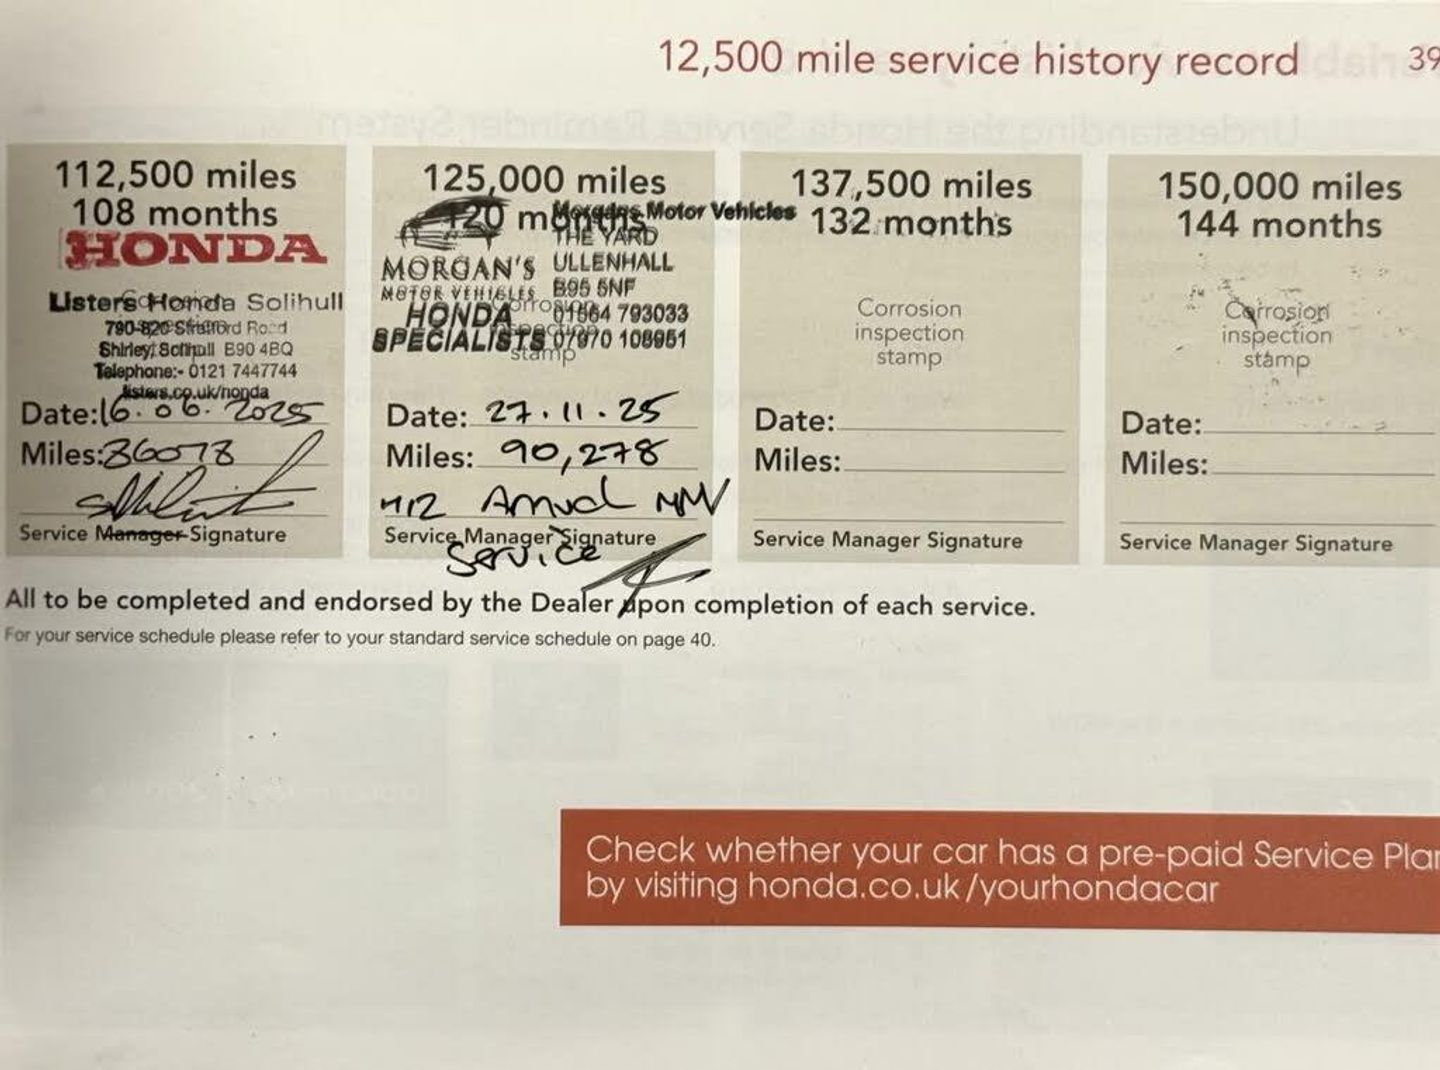 12,500 mile service history record 39
112,500 miles
108 months
HONDA
Listers Honda Solihull
790-820 Stratford Road
Shirley, Solihull B90 4BQ
Telephone:- 0121 7447744
listers.co.uk/honda
Date: 16.06.2025
Miles: 86078
Service Manager Signature
125,000 miles
120 months
Morgans Motor Vehicles
THE YARD
MORGAN'S ULLENHALL
MOTOR VEHICLES B95 5NF
HONDA 01564 793033
SPECIALISTS 07970 108951
Corrosion
inspection
stamp
Date: 27.11.25
Miles: 90,278
Annual
Service Manager Signature
Service
137,500 miles
132 months
Corrosion
inspection
stamp
Date:
Miles:
Service Manager Signature
150,000 miles
144 months
Corrosion
inspection
stamp
Date:
Miles:
Service Manager Signature
All to be completed and endorsed by the Dealer upon completion of each service.
For your service schedule please refer to your standard service schedule on page 40.
Check whether your car has a pre-paid Service Plan
by visiting honda.co.uk/yourhondacar